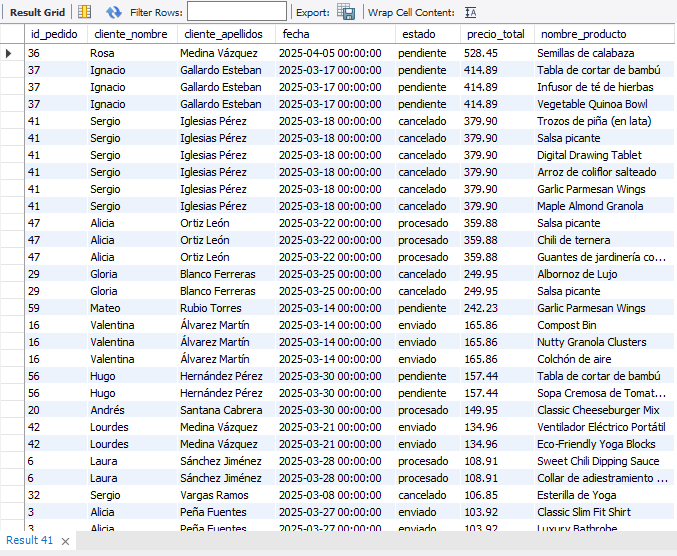 Result Grid Filter Rows: Export: Wrap Cell Content:
id_pedido cliente_nombre cliente_apellidos fecha estado precio_total nombre_producto
36 Rosa Medina Vázquez 2025-04-05 00:00:00 pendiente 528.45 Semillas de calabaza
37 Ignacio Gallardo Esteban 2025-03-17 00:00:00 pendiente 414.89 Tabla de cortar de bambú
37 Ignacio Gallardo Esteban 2025-03-17 00:00:00 pendiente 414.89 Infusor de té de hierbas
37 Ignacio Gallardo Esteban 2025-03-17 00:00:00 pendiente 414.89 Vegetable Quinoa Bowl
41 Sergio Iglesias Pérez 2025-03-18 00:00:00 cancelado 379.90 Trozos de piña (en lata)
41 Sergio Iglesias Pérez 2025-03-18 00:00:00 cancelado 379.90 Salsa picante
41 Sergio Iglesias Pérez 2025-03-18 00:00:00 cancelado 379.90 Digital Drawing Tablet
41 Sergio Iglesias Pérez 2025-03-18 00:00:00 cancelado 379.90 Arroz de coliflor salteado
41 Sergio Iglesias Pérez 2025-03-18 00:00:00 cancelado 379.90 Garlic Parmesan Wings
41 Sergio Iglesias Pérez 2025-03-18 00:00:00 cancelado 379.90 Maple Almond Granola
47 Alicia Ortiz León 2025-03-22 00:00:00 procesado 359.88 Salsa picante
47 Alicia Ortiz León 2025-03-22 00:00:00 procesado 359.88 Chili de ternera
47 Alicia Ortiz León 2025-03-22 00:00:00 procesado 359.88 Guantes de jardinería co...
29 Gloria Blanco Ferreras 2025-03-25 00:00:00 cancelado 249.95 Albornoz de Lujo
29 Gloria Blanco Ferreras 2025-03-25 00:00:00 cancelado 249.95 Salsa picante
59 Mateo Rubio Torres 2025-03-14 00:00:00 pendiente 242.23 Garlic Parmesan Wings
16 Valentina Álvarez Martín 2025-03-14 00:00:00 enviado 165.86 Compost Bin
16 Valentina Álvarez Martín 2025-03-14 00:00:00 enviado 165.86 Nutty Granola Clusters
16 Valentina Álvarez Martín 2025-03-14 00:00:00 enviado 165.86 Colchón de aire
56 Hugo Hernández Pérez 2025-03-30 00:00:00 pendiente 157.44 Tabla de cortar de bambú
56 Hugo Hernández Pérez 2025-03-30 00:00:00 pendiente 157.44 Sopa Cremosa de Tomat...
20 Andrés Santana Cabrera 2025-03-30 00:00:00 procesado 149.95 Classic Cheeseburger Mix
42 Lourdes Medina Vázquez 2025-03-21 00:00:00 enviado 134.96 Ventilador Eléctrico Portátil
42 Lourdes Medina Vázquez 2025-03-21 00:00:00 enviado 134.96 Eco-Friendly Yoga Blocks
6 Laura Sánchez Jiménez 2025-03-28 00:00:00 procesado 108.91 Sweet Chili Dipping Sauce
6 Laura Sánchez Jiménez 2025-03-28 00:00:00 procesado 108.91 Collar de adiestramiento ...
32 Sergio Vargas Ramos 2025-03-08 00:00:00 cancelado 106.85 Esterilla de Yoga
3 Alicia Peña Fuentes 2025-03-27 00:00:00 enviado 103.92 Classic Slim Fit Shirt
3 Alicia Peña Fuentes 2025-03-27 00:00:00 enviado 103.92 Luxury Bathrobe
Result 41